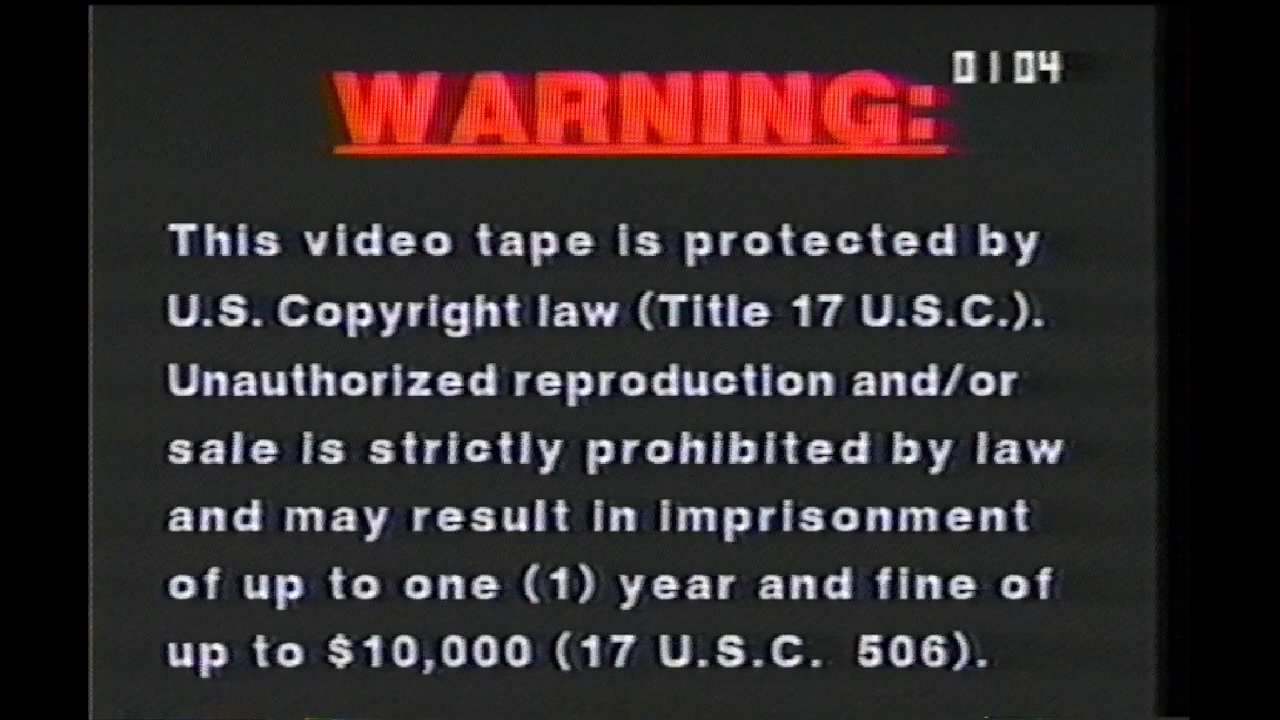 0104
WARNING:
This video tape is protected by
U.S. Copyright law (Title 17 U.S.C.).
Unauthorized reproduction and/or
sale is strictly prohibited by law
and may result in imprisonment
of up to one (1) year and fine of
up to $10,000 (17 U.S.C. 506).